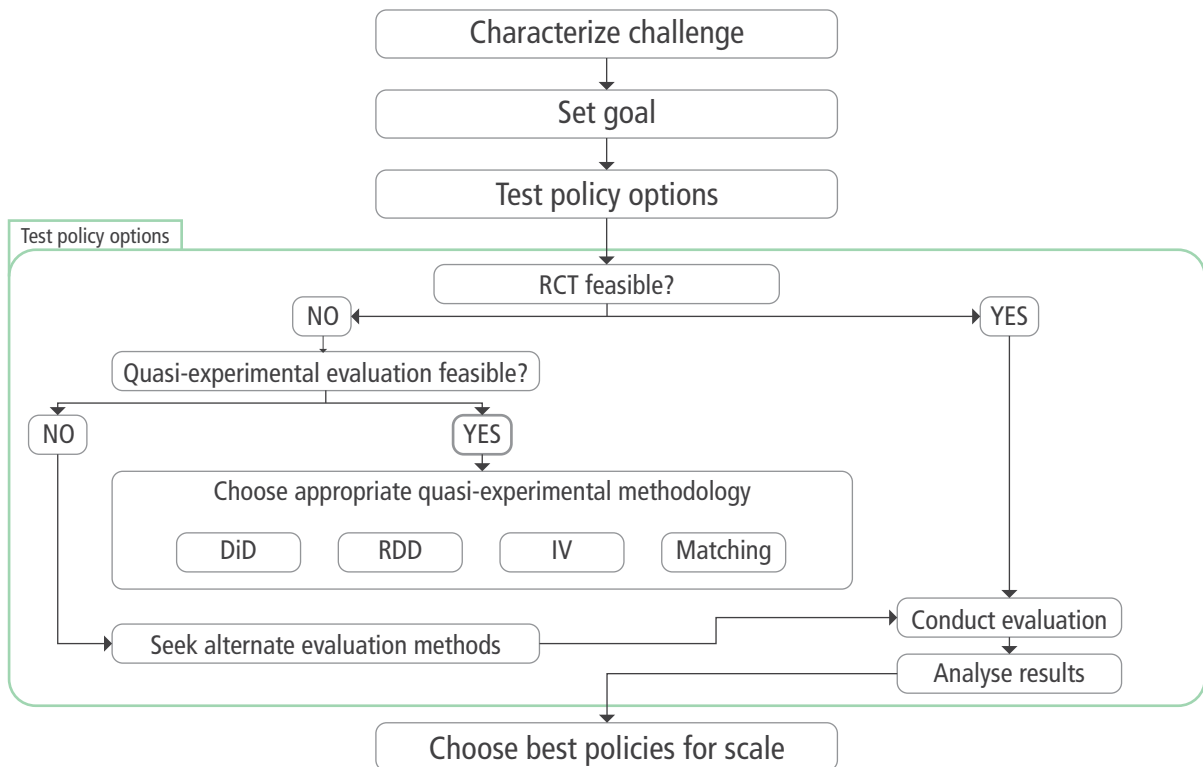 Characterize challenge
Set goal
Test policy options
Test policy options
RCT feasible?
NO
YES
Quasi-experimental evaluation feasible?
NO
YES
Choose appropriate quasi-experimental methodology
DiD
RDD
IV
Matching
Conduct evaluation
Seek alternate evaluation methods
Analyse results
Choose best policies for scale